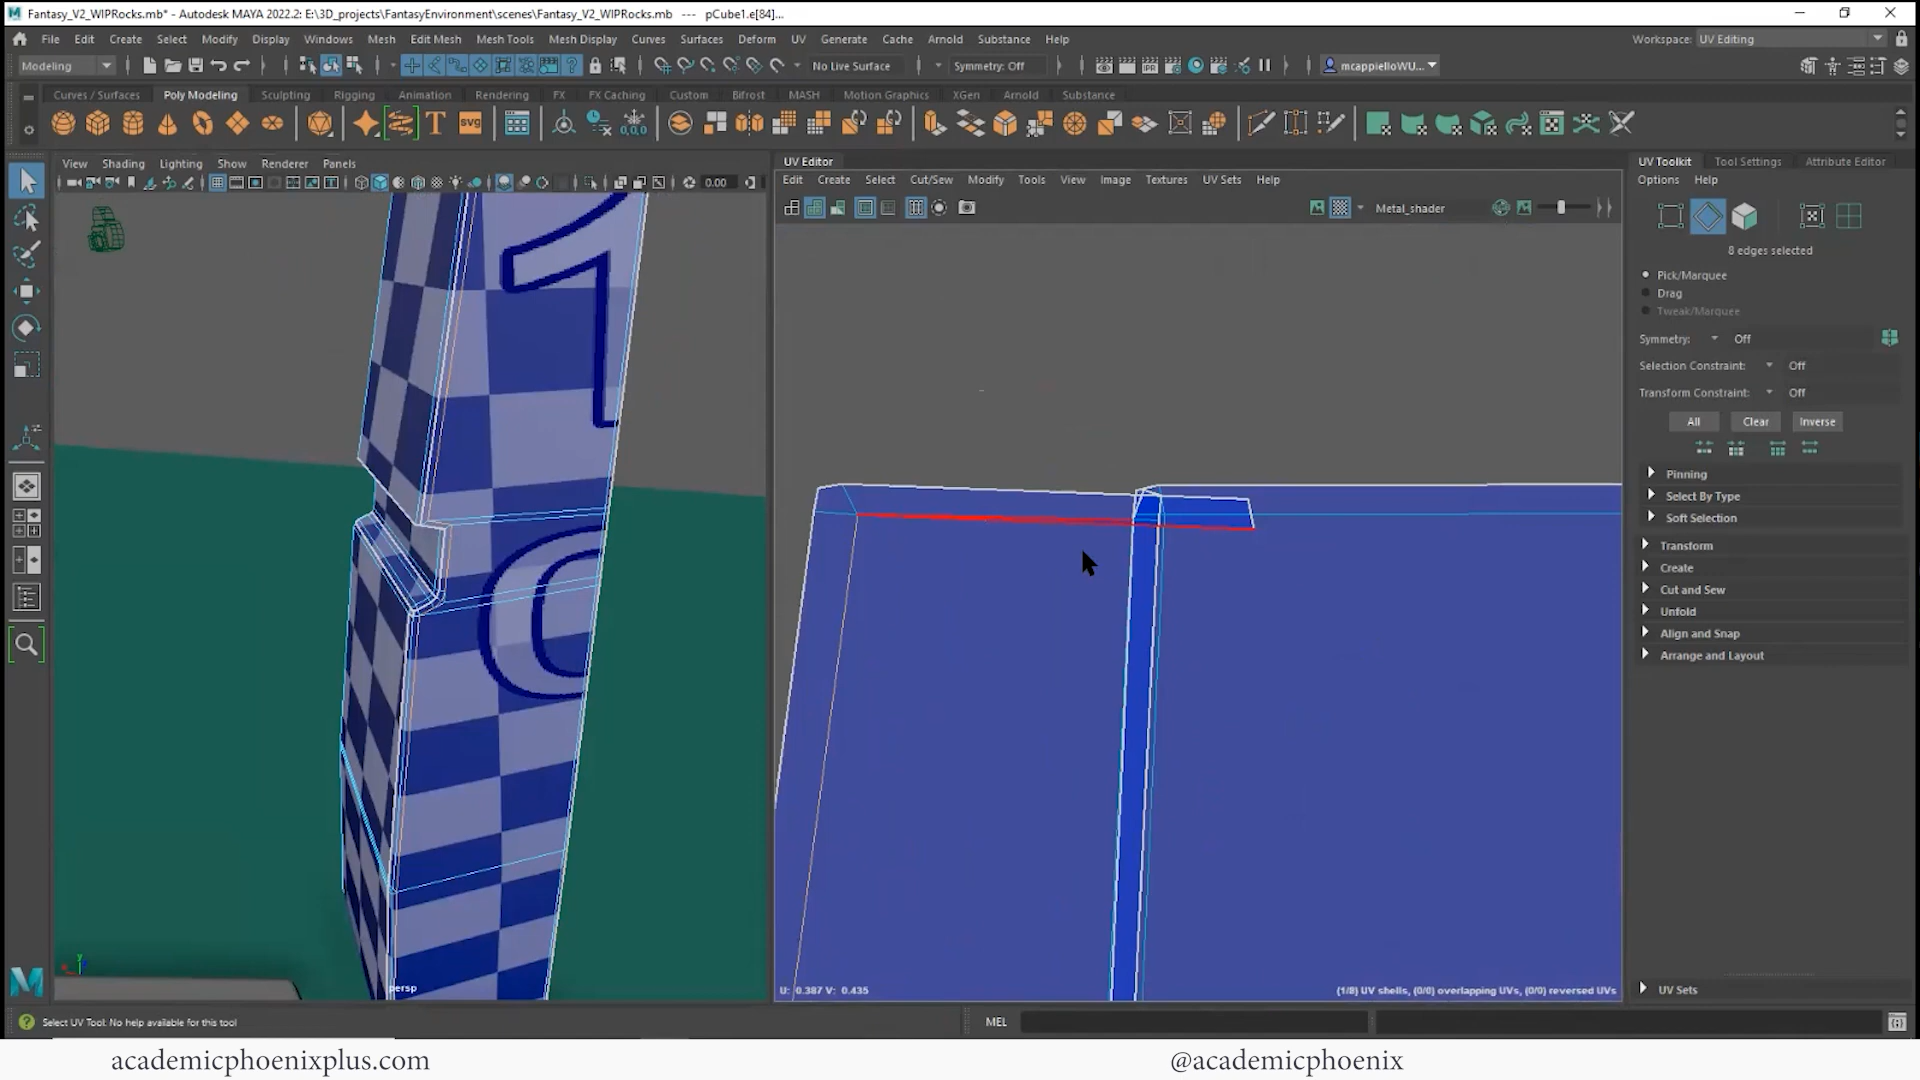 Fantasy_V2_WIPRocks.mb* - Autodesk MAYA 2022.2: E:\3D_projects\FantasyEnvironment\scenes\Fantasy_V2_WIPRocks.mb --- pCube1.e[84]...
File Edit Create Select Modify Display Windows Mesh Edit Mesh Mesh Tools Mesh Display Curves Surfaces Deform UV Generate Cache Arnold Substance Help
Workspace: UV Editing
Modeling
No Live Surface
Symmetry: Off
mcappielloWU...
Curves / Surfaces Poly Modeling Sculpting Rigging Animation Rendering FX FX Caching Custom Bifrost MASH Motion Graphics XGen Arnold Substance
T svg
0,0,0
View Shading Lighting Show Renderer Panels
0.00
UV Editor
Edit Create Select Cut/Sew Modify Tools View Image Textures UV Sets Help
Metal_shader
UV Toolkit Tool Settings Attribute Editor
Options Help
8 edges selected
Pick/Marquee
Drag
Tweak/Marquee
Symmetry: Off
Selection Constraint: Off
Transform Constraint: Off
All Clear Inverse
Pinning
Select By Type
Soft Selection
Transform
Create
Cut and Sew
Unfold
Align and Snap
Arrange and Layout
UV Sets
persp
U: 0.387 V: 0.435
(1/8) UV shells, (0/0) overlapping UVs, (0/0) reversed UVs
Select UV Tool: No help available for this tool
MEL
academicphoenixplus.com
@academicphoenix